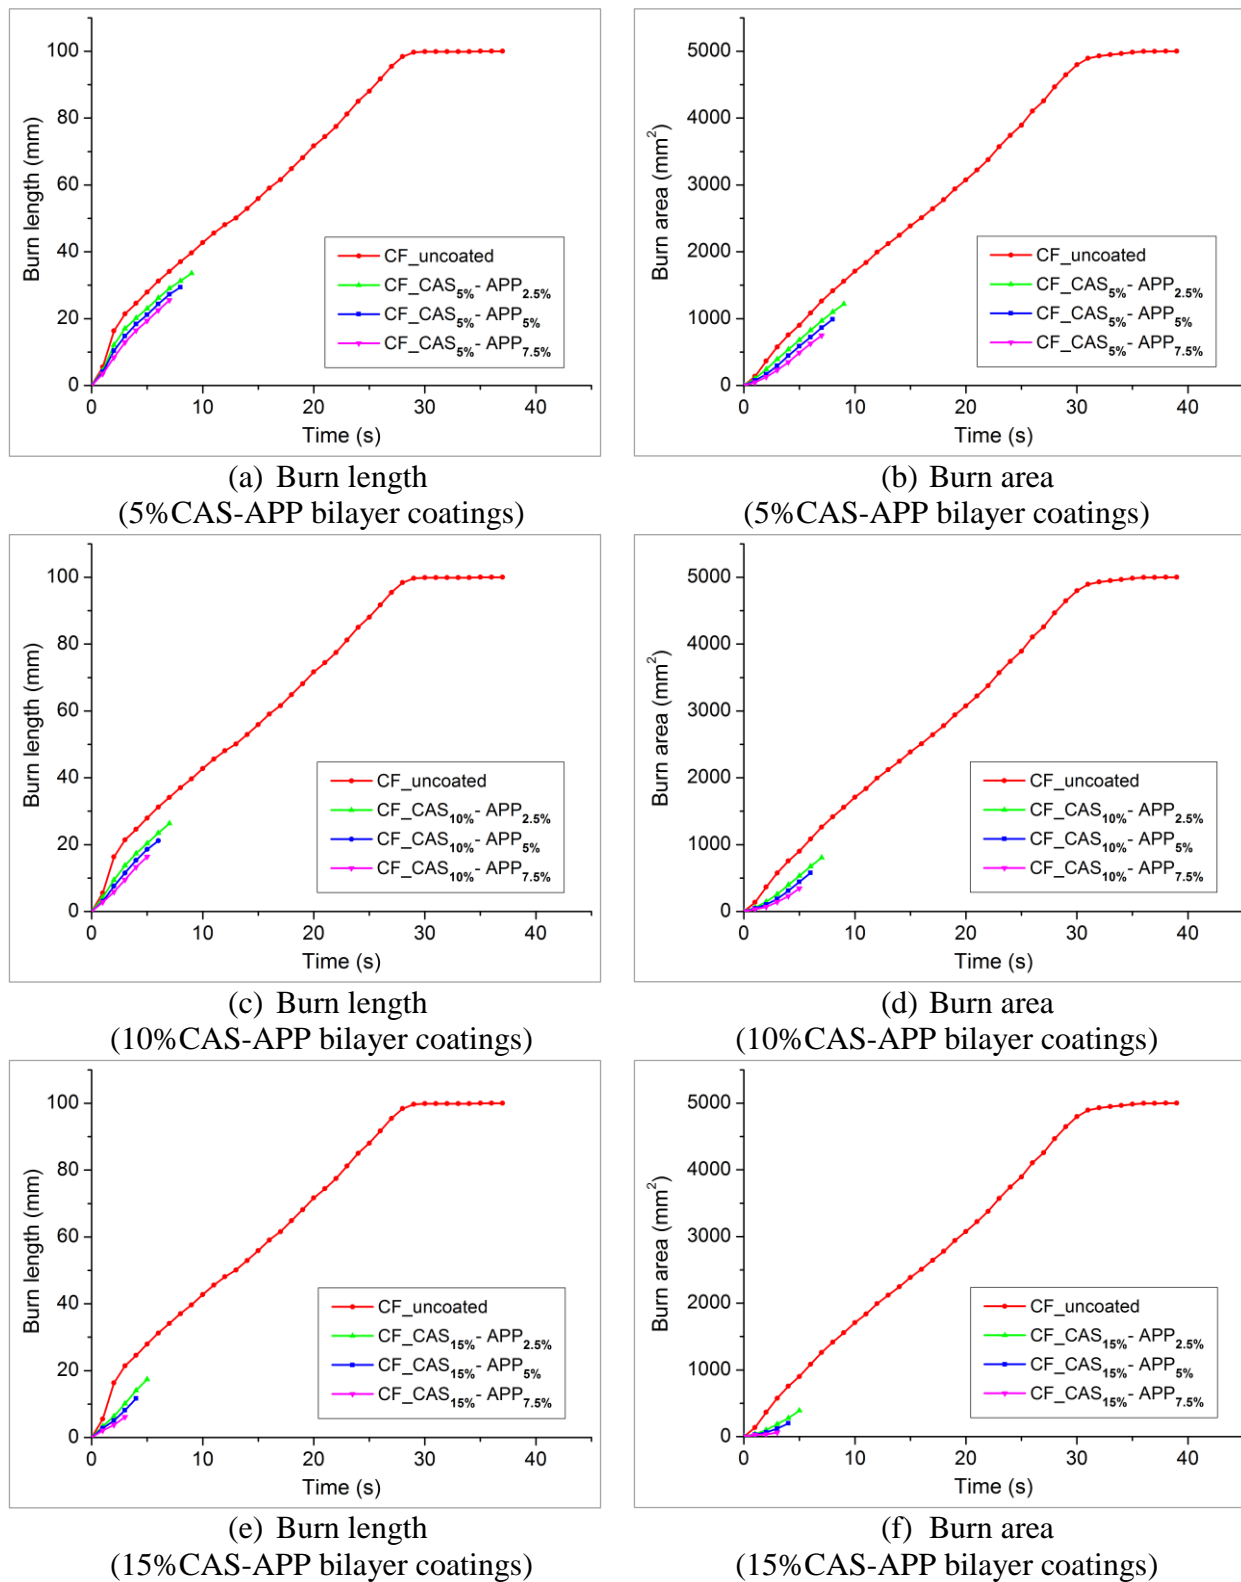 100
80
60
40
20
0
Burn length (mm)
CF_uncoated
CF_CAS5%- APP2.5%
CF_CAS5%- APP5%
CF_CAS5%- APP7.5%
0 10 20 30 40
Time (s)
(a) Burn length
(5%CAS-APP bilayer coatings)
5000
4000
3000
2000
1000
0
Burn area (mm²)
CF_uncoated
CF_CAS5%- APP2.5%
CF_CAS5%- APP5%
CF_CAS5%- APP7.5%
0 10 20 30 40
Time (s)
(b) Burn area
(5%CAS-APP bilayer coatings)
100
80
60
40
20
0
Burn length (mm)
CF_uncoated
CF_CAS10%- APP2.5%
CF_CAS10%- APP5%
CF_CAS10%- APP7.5%
0 10 20 30 40
Time (s)
(c) Burn length
(10%CAS-APP bilayer coatings)
5000
4000
3000
2000
1000
0
Burn area (mm²)
CF_uncoated
CF_CAS10%- APP2.5%
CF_CAS10%- APP5%
CF_CAS10%- APP7.5%
0 10 20 30 40
Time (s)
(d) Burn area
(10%CAS-APP bilayer coatings)
100
80
60
40
20
0
Burn length (mm)
CF_uncoated
CF_CAS15%- APP2.5%
CF_CAS15%- APP5%
CF_CAS15%- APP7.5%
0 10 20 30 40
Time (s)
(e) Burn length
(15%CAS-APP bilayer coatings)
5000
4000
3000
2000
1000
0
Burn area (mm²)
CF_uncoated
CF_CAS15%- APP2.5%
CF_CAS15%- APP5%
CF_CAS15%- APP7.5%
0 10 20 30 40
Time (s)
(f) Burn area
(15%CAS-APP bilayer coatings)